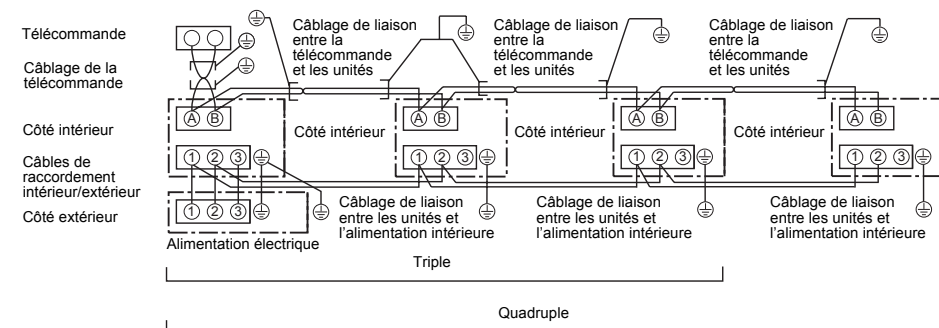 Télécommande
Câblage de la
télécommande
Côté intérieur
Câbles de
raccordement
intérieur/extérieur
Côté extérieur
Câblage de liaison
entre la
télécommande
et les unités
Câblage de liaison
entre la
télécommande
et les unités
Câblage de liaison
entre la
télécommande
et les unités
A B
Côté intérieur
A B
Côté intérieur
A B
Côté intérieur
A B
1 2 3
1 2 3
1 2 3
1 2 3
1 2 3
Alimentation électrique
Câblage de liaison
entre les unités et
l’alimentation intérieure
Câblage de liaison
entre les unités et
l’alimentation intérieure
Câblage de liaison
entre les unités et
l’alimentation intérieure
Triple
Quadruple